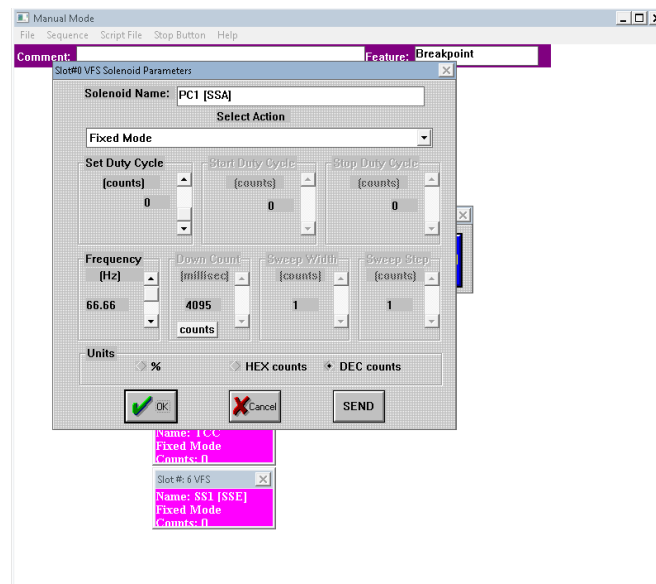 Manual Mode
File Sequence Script File Stop Button Help
Comment: Feature: Breakpoint
Slot#0 VFS Solenoid Parameters
Solenoid Name: PC1 [SSA]
Select Action
Fixed Mode
Set Duty Cycle Start Duty Cycle Stop Duty Cycle
(counts) (counts) (counts)
0 0 0
Frequency Down Count Sweep Width Sweep Step
(Hz) (millisec) (counts) (counts)
66.66 4095 1 1
counts
Units
% HEX counts DEC counts
OK Cancel SEND
Name: TCC
Fixed Mode
Counts: 0
Slot #: 6 VFS
Name: SS1 [SSE]
Fixed Mode
Counts: 0